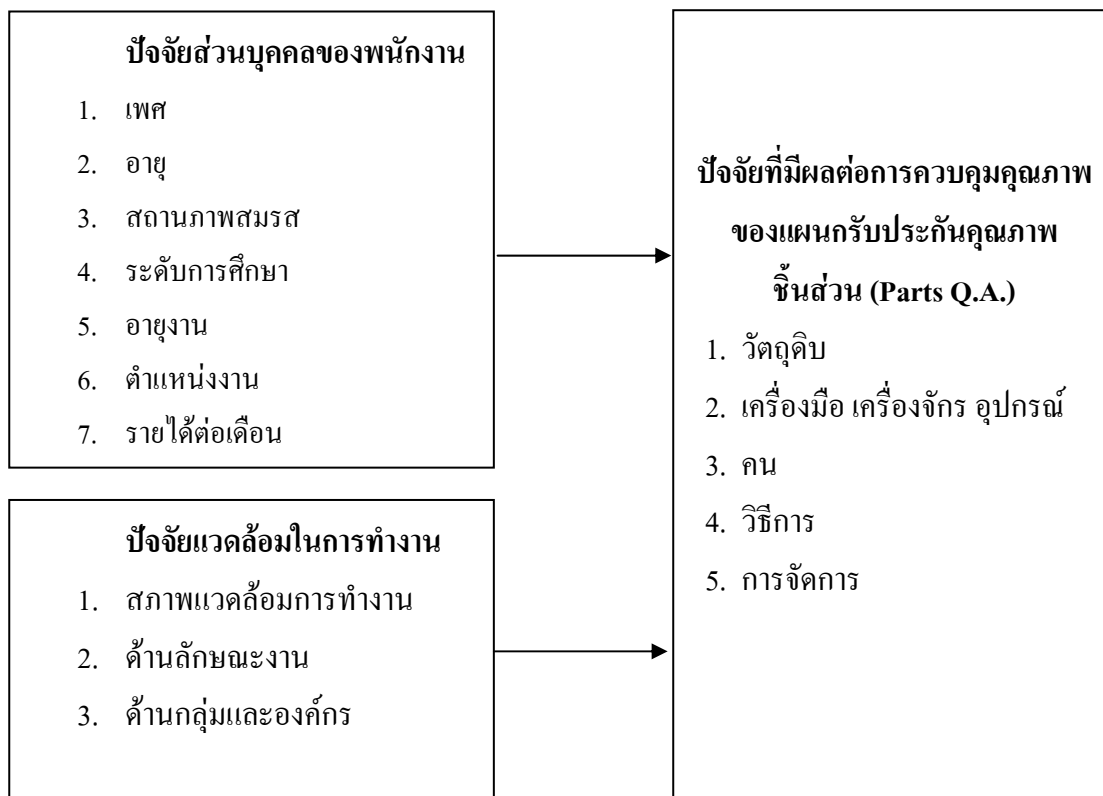 ปัจจัยส่วนบุคคลของพนักงาน
1. เพศ
2. อายุ
3. สถานภาพสมรส
4. ระดับการศึกษา
5. อายุงาน
6. ตำแหน่งงาน
7. รายได้ต่อเดือน
ปัจจัยแวดล้อมในการทำงาน
1. สภาพแวดล้อมการทำงาน
2. ด้านลักษณะงาน
3. ด้านกลุ่มและองค์กร
ปัจจัยที่มีผลต่อการควบคุมคุณภาพ
ของแผนกรับประกันคุณภาพ
ชิ้นส่วน (Parts Q.A.)
1. วัตถุดิบ
2. เครื่องมือ เครื่องจักร อุปกรณ์
3. คน
4. วิธีการ
5. การจัดการ